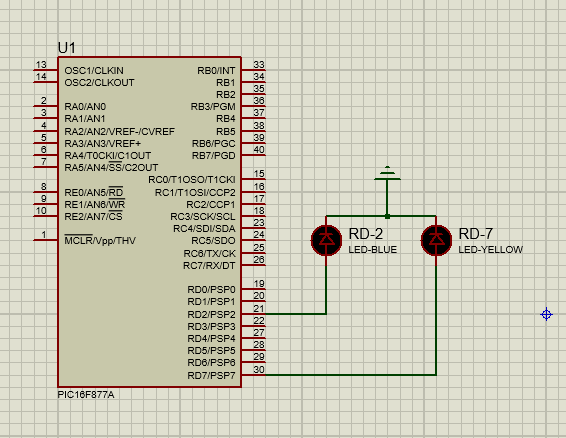 U1
13 OSC1/CLKIN RB0/INT 33
14 OSC2/CLKOUT RB1 34
RB2 35
2 RA0/AN0 RB3/PGM 36
3 RA1/AN1 RB4 37
4 RA2/AN2/VREF-/CVREF RB5 38
5 RA3/AN3/VREF+ RB6/PGC 39
6 RA4/T0CKI/C1OUT RB7/PGD 40
7 RA5/AN4/SS/C2OUT
RC0/T1OSO/T1CKI 15
8 RE0/AN5/RD RC1/T1OSI/CCP2 16
9 RE1/AN6/WR RC2/CCP1 17
10 RE2/AN7/CS RC3/SCK/SCL 18
RC4/SDI/SDA 23
1 MCLR/Vpp/THV RC5/SDO 24
RC6/TX/CK 25
RC7/RX/DT 26
RD0/PSP0 19
RD1/PSP1 20
RD2/PSP2 21
RD3/PSP3 22
RD4/PSP4 27
RD5/PSP5 28
RD6/PSP6 29
RD7/PSP7 30
PIC16F877A
RD-2
LED-BLUE
RD-7
LED-YELLOW